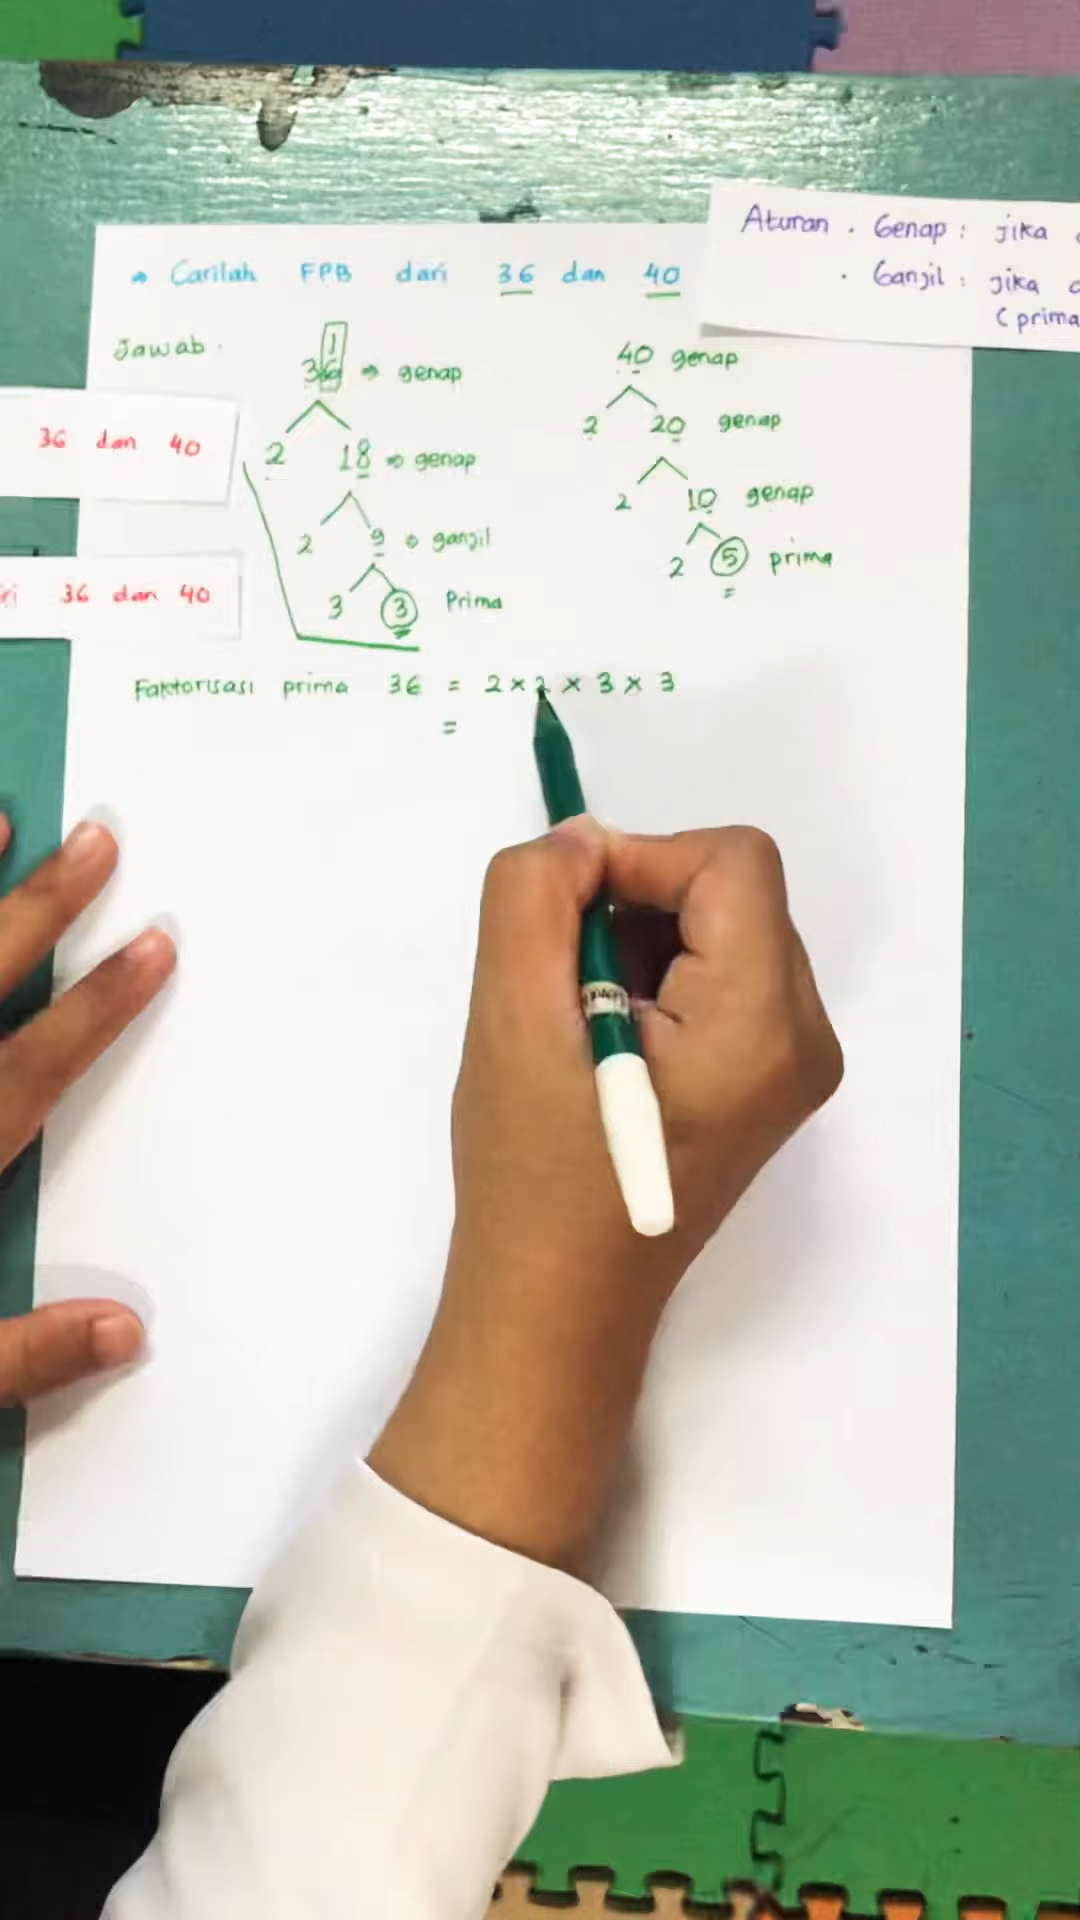 Aturan . Genap : jika
. Ganjil : jika
(prima
→ Carilah FPB dari 36 dan 40
Jawab :
1
36 → genap
2 18 ⇒ genap
2 9 ⇒ ganjil
3 3 Prima
40 genap
2 20 genap
2 10 genap
2 5 prima
=
36 dan 40
36 dan 40
Faktorisasi prima 36 = 2 × 2 × 3 × 3
=